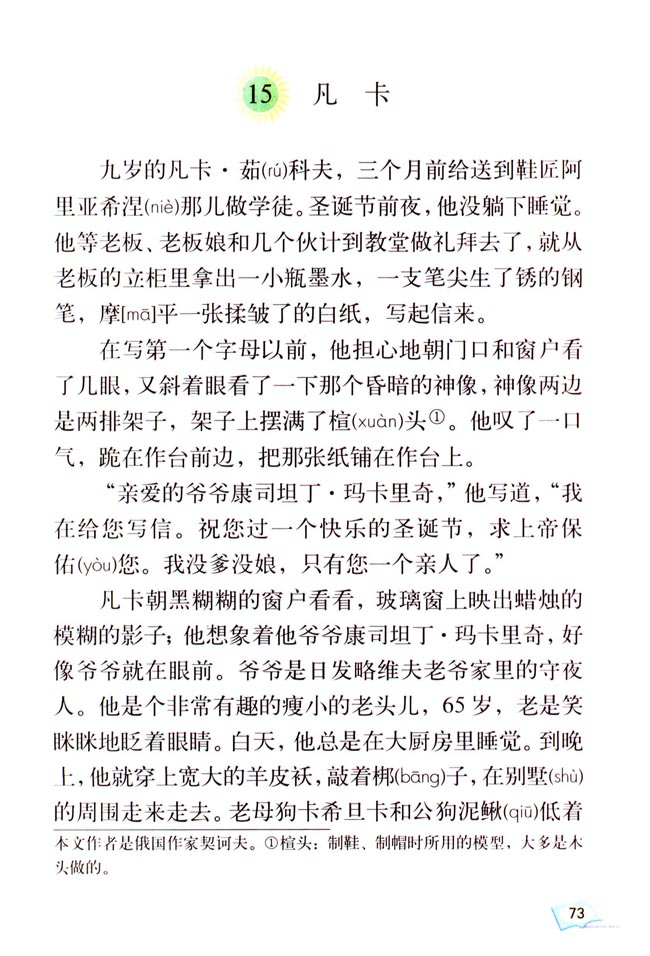 15 凡 卡
九岁的凡卡·茹(rú)科夫，三个月前给送到鞋匠阿
里亚希涅(niè)那儿做学徒。圣诞节前夜，他没躺下睡觉。
他等老板、老板娘和几个伙计到教堂做礼拜去了，就从
老板的立柜里拿出一小瓶墨水，一支笔尖生了锈的钢
笔，摩[mā]平一张揉皱了的白纸，写起信来。
在写第一个字母以前，他担心地朝门口和窗户看
了几眼，又斜着眼看了一下那个昏暗的神像，神像两边
是两排架子，架子上摆满了楦(xuàn)头①。他叹了一口
气，跪在作台前边，把那张纸铺在作台上。
“亲爱的爷爷康司坦丁·玛卡里奇，”他写道，“我
在给您写信。祝您过一个快乐的圣诞节，求上帝保
佑(yòu)您。我没爹没娘，只有您一个亲人了。”
凡卡朝黑糊糊的窗户看看，玻璃窗上映出蜡烛的
模糊的影子；他想象着他爷爷康司坦丁·玛卡里奇，好
像爷爷就在眼前。爷爷是日发略维夫老爷家里的守夜
人。他是个非常有趣的瘦小的老头儿，65 岁，老是笑
眯眯地眨着眼睛。白天，他总是在大厨房里睡觉。到晚
上，他就穿上宽大的羊皮袄，敲着梆(bāng)子，在别墅(shù)
的周围走来走去。老母狗卡希旦卡和公狗泥鳅(qiū)低着
本文作者是俄国作家契诃夫。①楦头：制鞋、制帽时所用的模型，大多是木
头做的。
73